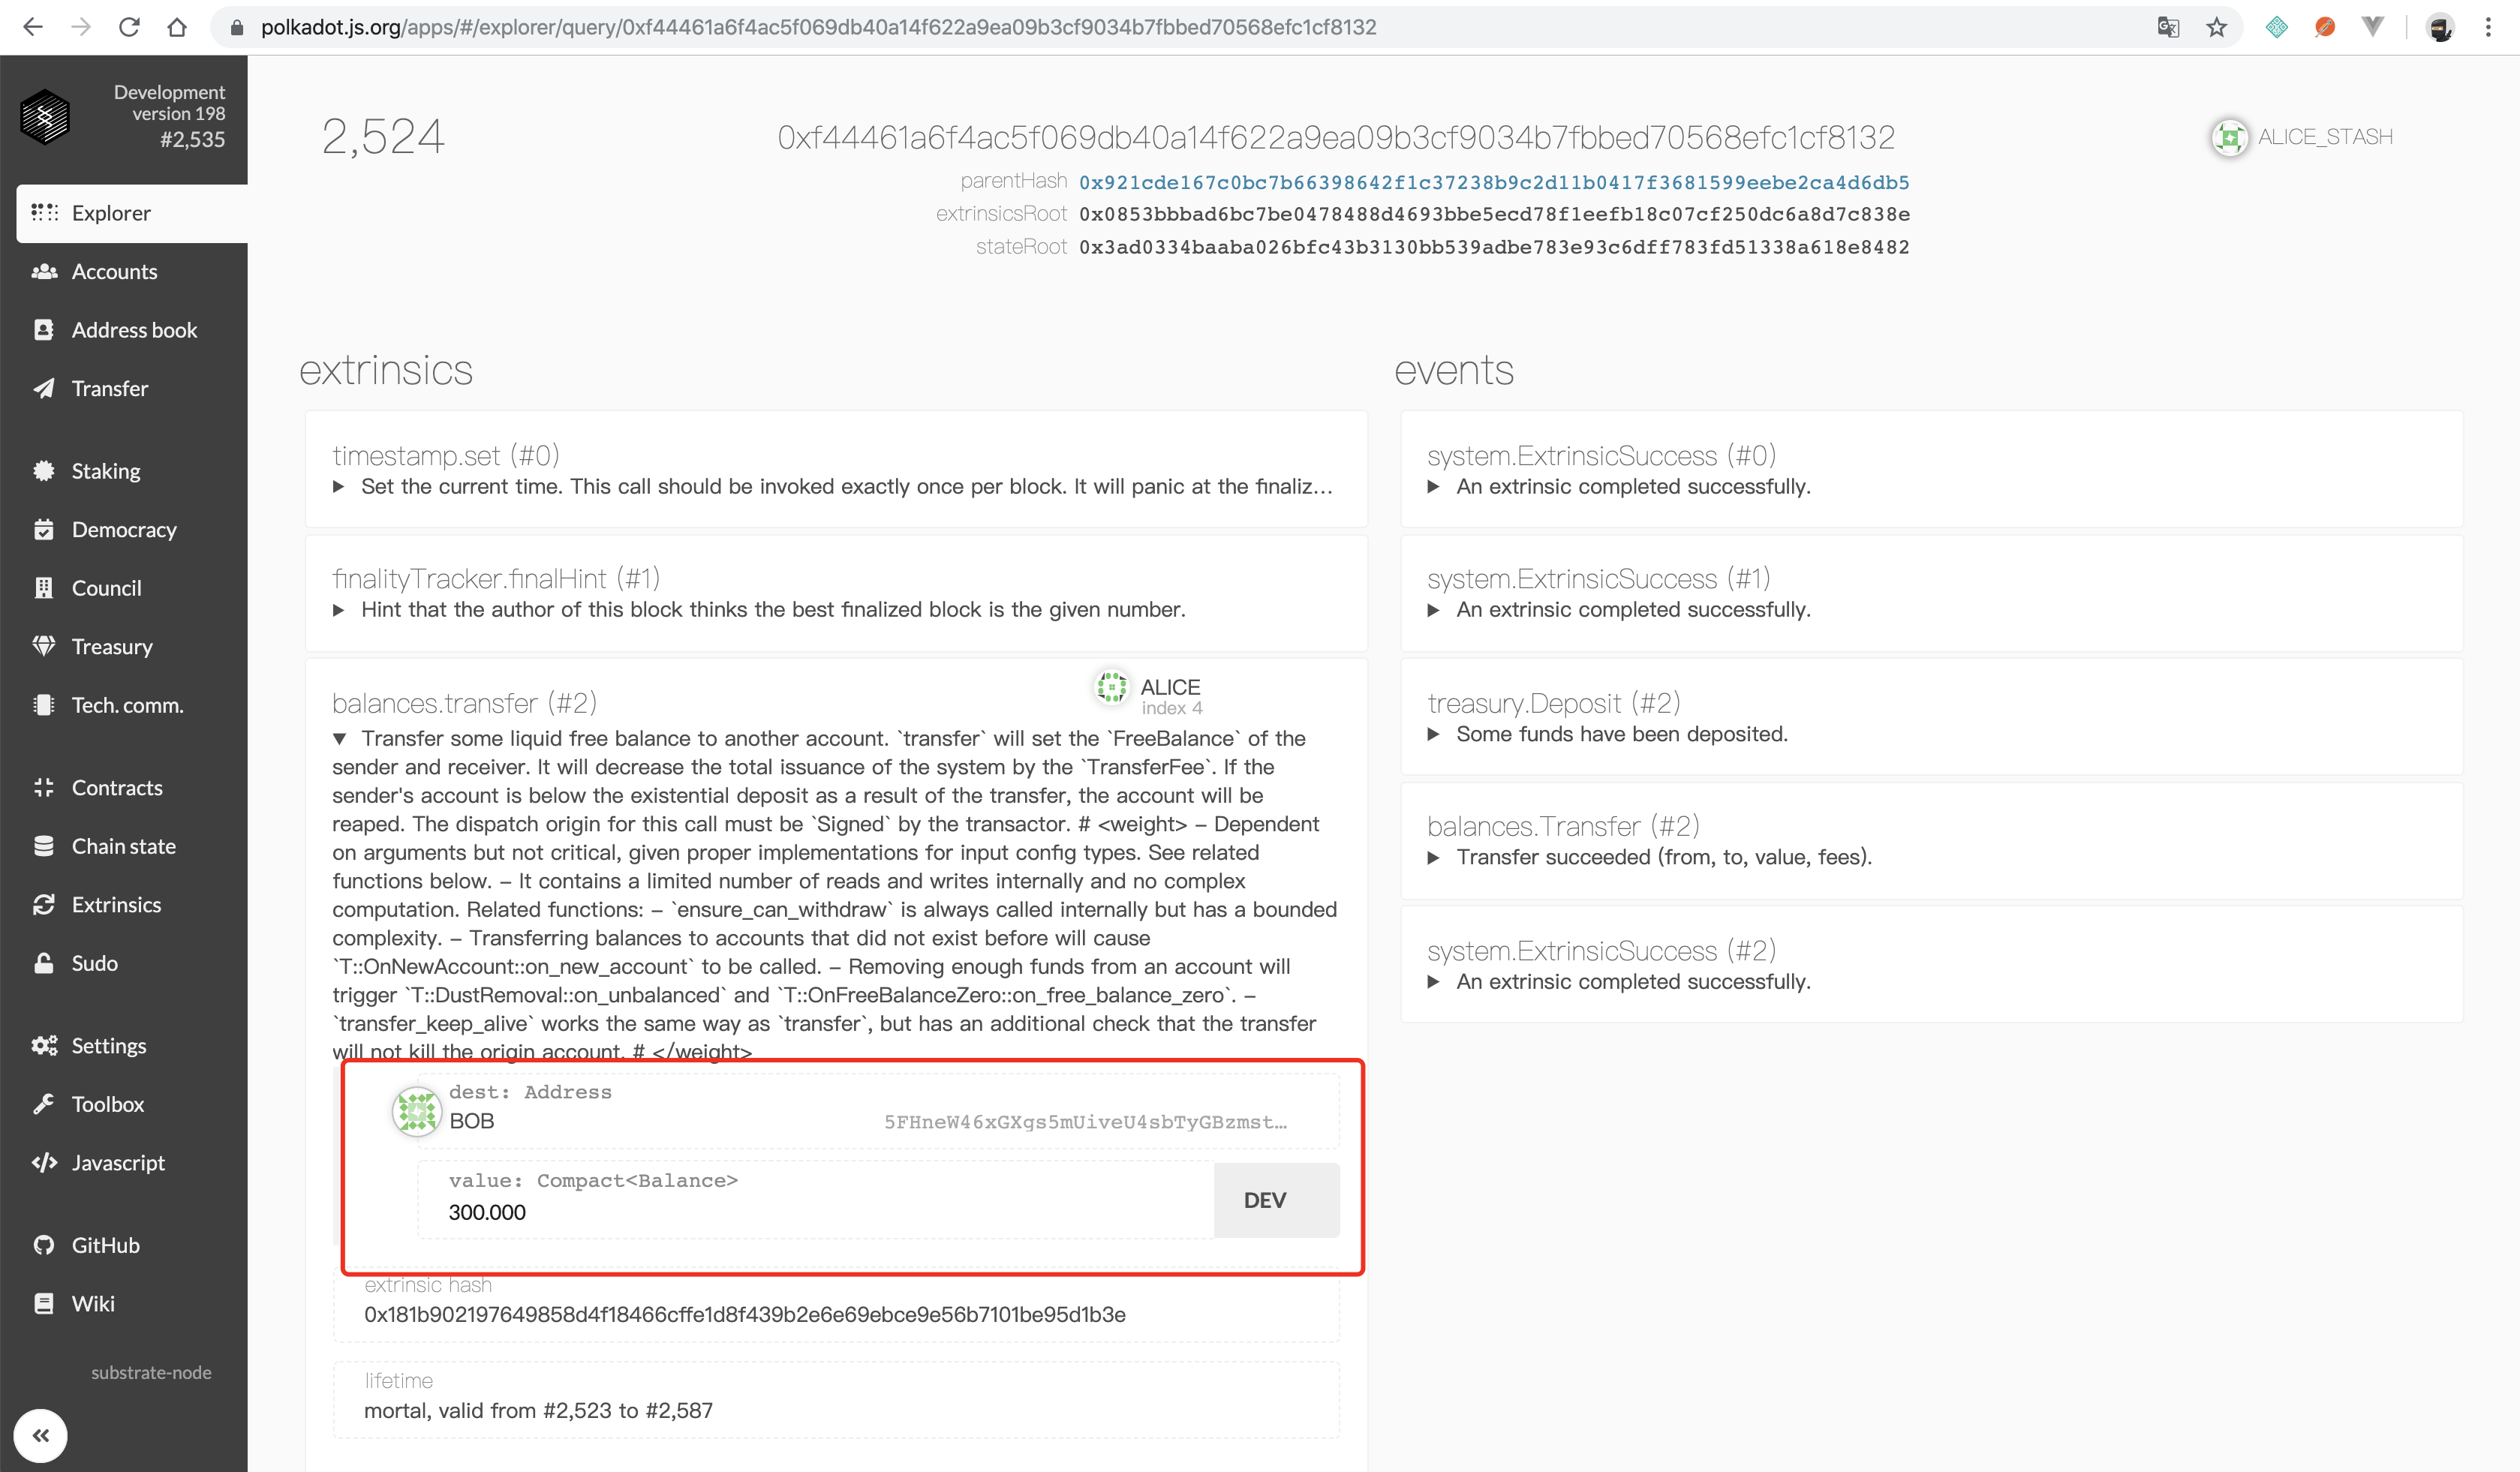 polkadot.js.org/apps/#/explorer/query/0xf44461a6f4ac5f069db40a14f622a9ea09b3cf9034b7fbbed70568efc1cf8132
Development
version 198
#2,535
Explorer
Accounts
Address book
Transfer
Staking
Democracy
Council
Treasury
Tech. comm.
Contracts
Chain state
Extrinsics
Sudo
Settings
Toolbox
Javascript
GitHub
Wiki
substrate-node
2,524
0xf44461a6f4ac5f069db40a14f622a9ea09b3cf9034b7fbbed70568efc1cf8132
ALICE_STASH
parentHash 0x921cde167c0bc7b66398642f1c37238b9c2d11b0417f3681599eebe2ca4d6db5
extrinsicsRoot 0x0853bbbad6bc7be0478488d4693bbe5ecd78f1eefb18c07cf250dc6a8d7c838e
stateRoot 0x3ad0334baaba026bfc43b3130bb539adbe783e93c6dff783fd51338a618e8482
extrinsics
timestamp.set (#0)
Set the current time. This call should be invoked exactly once per block. It will panic at the finaliz…
finalityTracker.finalHint (#1)
Hint that the author of this block thinks the best finalized block is the given number.
balances.transfer (#2)
ALICE
index 4
Transfer some liquid free balance to another account. `transfer` will set the `FreeBalance` of the
sender and receiver. It will decrease the total issuance of the system by the `TransferFee`. If the
sender's account is below the existential deposit as a result of the transfer, the account will be
reaped. The dispatch origin for this call must be `Signed` by the transactor. # <weight> – Dependent
on arguments but not critical, given proper implementations for input config types. See related
functions below. – It contains a limited number of reads and writes internally and no complex
computation. Related functions: – `ensure_can_withdraw` is always called internally but has a bounded
complexity. – Transferring balances to accounts that did not exist before will cause
`T::OnNewAccount::on_new_account` to be called. – Removing enough funds from an account will
trigger `T::DustRemoval::on_unbalanced` and `T::OnFreeBalanceZero::on_free_balance_zero`. –
`transfer_keep_alive` works the same way as `transfer`, but has an additional check that the transfer
will not kill the origin account. # </weight>
dest: Address
BOB
5FHneW46xGXgs5mUiveU4sbTyGBzmst…
value: Compact<Balance>
300.000
DEV
extrinsic hash
0x181b902197649858d4f18466cffe1d8f439b2e6e69ebce9e56b7101be95d1b3e
lifetime
mortal, valid from #2,523 to #2,587
events
system.ExtrinsicSuccess (#0)
An extrinsic completed successfully.
system.ExtrinsicSuccess (#1)
An extrinsic completed successfully.
treasury.Deposit (#2)
Some funds have been deposited.
balances.Transfer (#2)
Transfer succeeded (from, to, value, fees).
system.ExtrinsicSuccess (#2)
An extrinsic completed successfully.